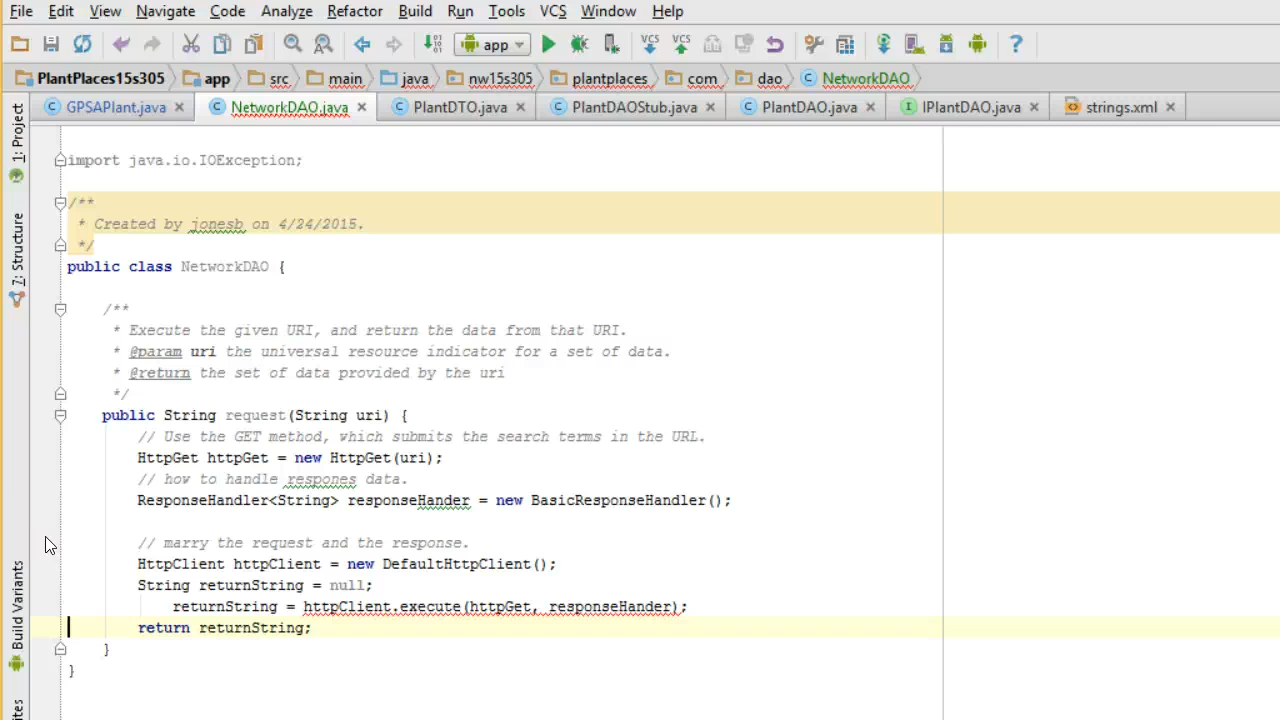 File Edit View Navigate Code Analyze Refactor Build Run Tools VCS Window Help
app VCS VCS ?
PlantPlaces15s305 app src main java nw15s305 plantplaces com dao NetworkDAO
GPSAPlant.java NetworkDAO.java PlantDTO.java PlantDAOStub.java PlantDAO.java IPlantDAO.java strings.xml
1: Project
7: Structure
Build Variants
import java.io.IOException;
/**
* Created by jonesb on 4/24/2015.
*/
public class NetworkDAO {
/**
* Execute the given URI, and return the data from that URI.
* @param uri the universal resource indicator for a set of data.
* @return the set of data provided by the uri
*/
public String request(String uri) {
// Use the GET method, which submits the search terms in the URL.
HttpGet httpGet = new HttpGet(uri);
// how to handle respones data.
ResponseHandler<String> responseHander = new BasicResponseHandler();
// marry the request and the response.
HttpClient httpClient = new DefaultHttpClient();
String returnString = null;
returnString = httpClient.execute(httpGet, responseHander);
return returnString;
}
}